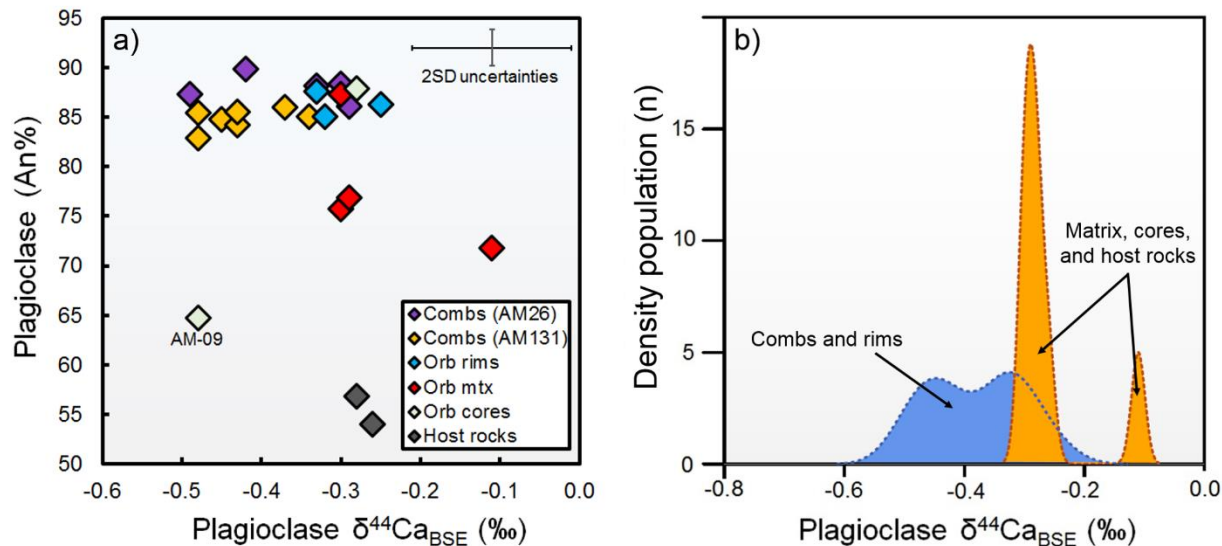 a)
95
90
85
80
75
70
65
60
55
50
Plagioclase (An%)
2SD uncertainties
AM-09
Combs (AM26)
Combs (AM131)
Orb rims
Orb mtx
Orb cores
Host rocks
-0.6
-0.5
-0.4
-0.3
-0.2
-0.1
0.0
Plagioclase δ⁴⁴Ca_BSE (‰)
b)
15
10
5
0
Density population (n)
Combs and rims
Matrix, cores,
and host rocks
-0.8
-0.6
-0.4
-0.2
0.0
Plagioclase δ⁴⁴Ca_BSE (‰)